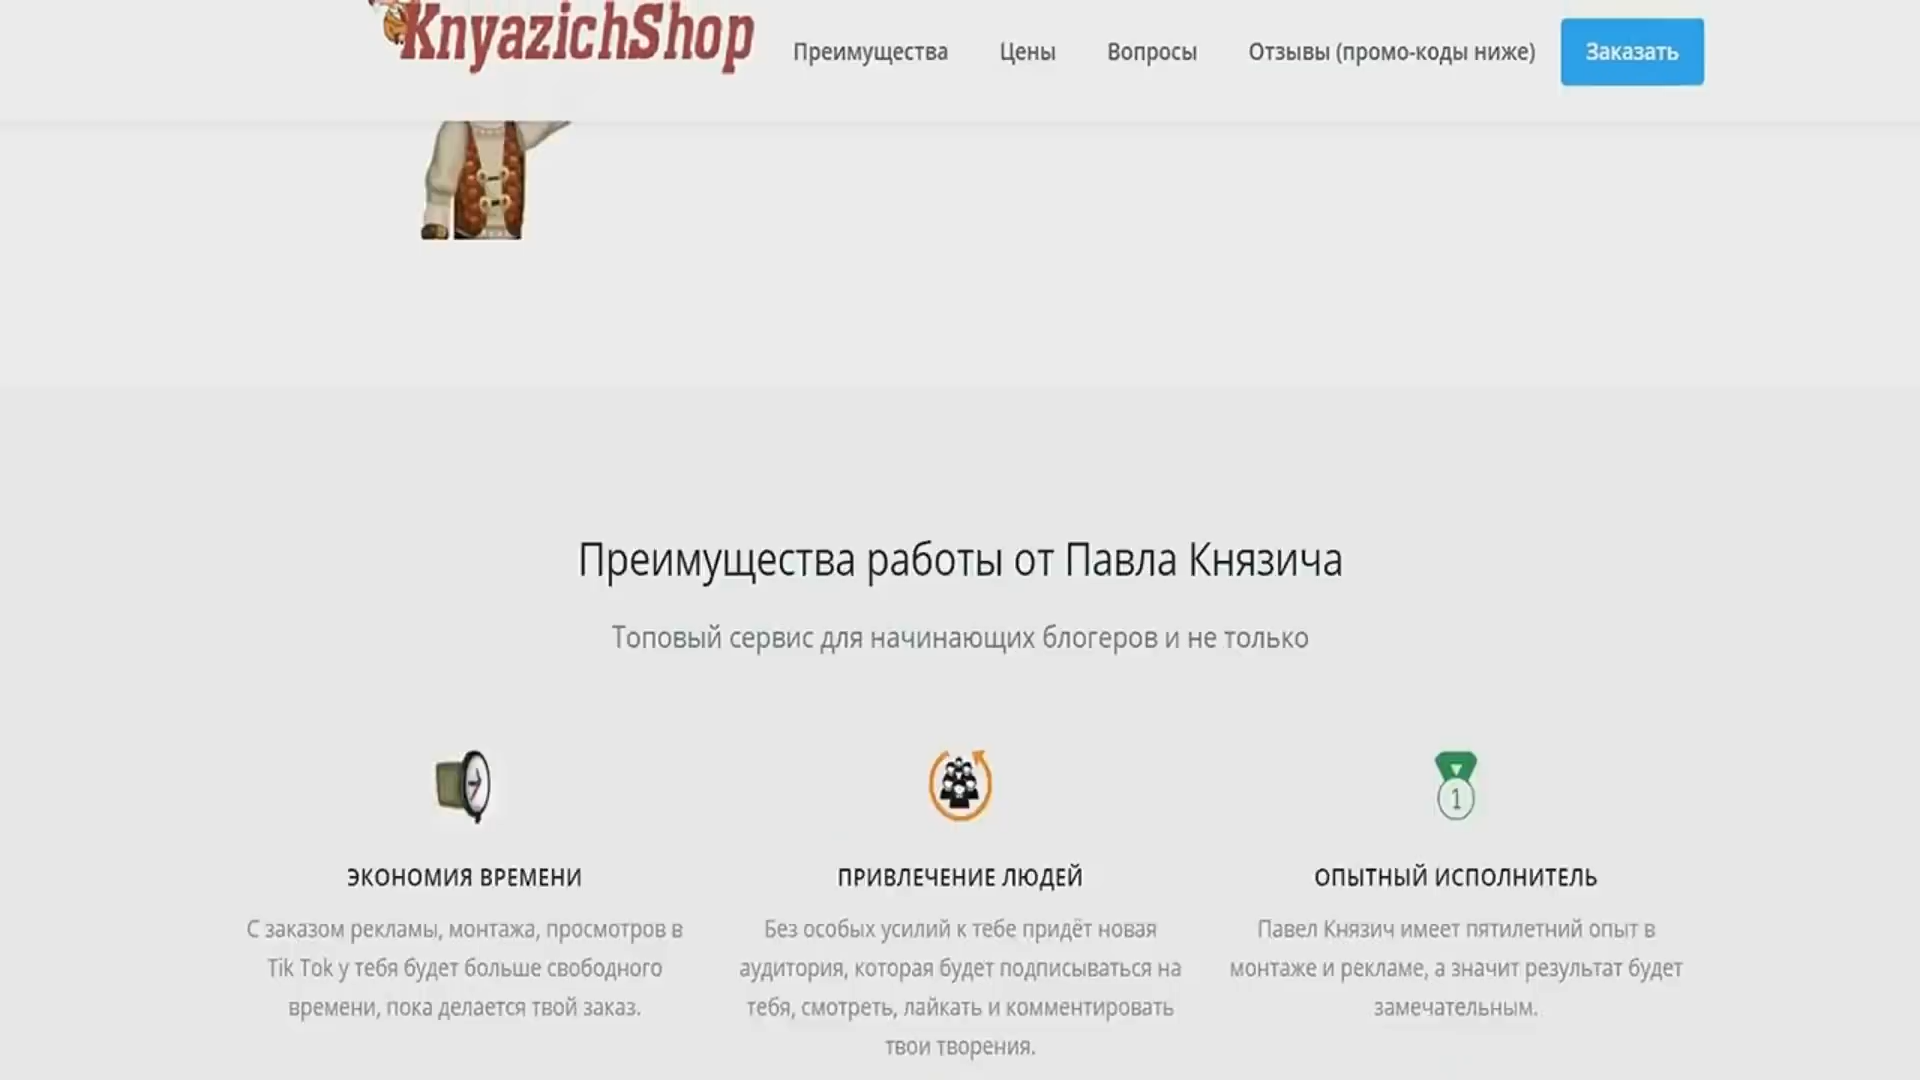 KnyazichShop
Преимущества
Цены
Вопросы
Отзывы (промо-коды ниже)
Заказать
Преимущества работы от Павла Князича
Топовый сервис для начинающих блогеров и не только
1
ЭКОНОМИЯ ВРЕМЕНИ
С заказом рекламы, монтажа, просмотров в
Tik Tok у тебя будет больше свободного
времени, пока делается твой заказ.
ПРИВЛЕЧЕНИЕ ЛЮДЕЙ
Без особых усилий к тебе придёт новая
аудитория, которая будет подписываться на
тебя, смотреть, лайкать и комментировать
твои творения.
ОПЫТНЫЙ ИСПОЛНИТЕЛЬ
Павел Князич имеет пятилетний опыт в
монтаже и рекламе, а значит результат будет
замечательным.